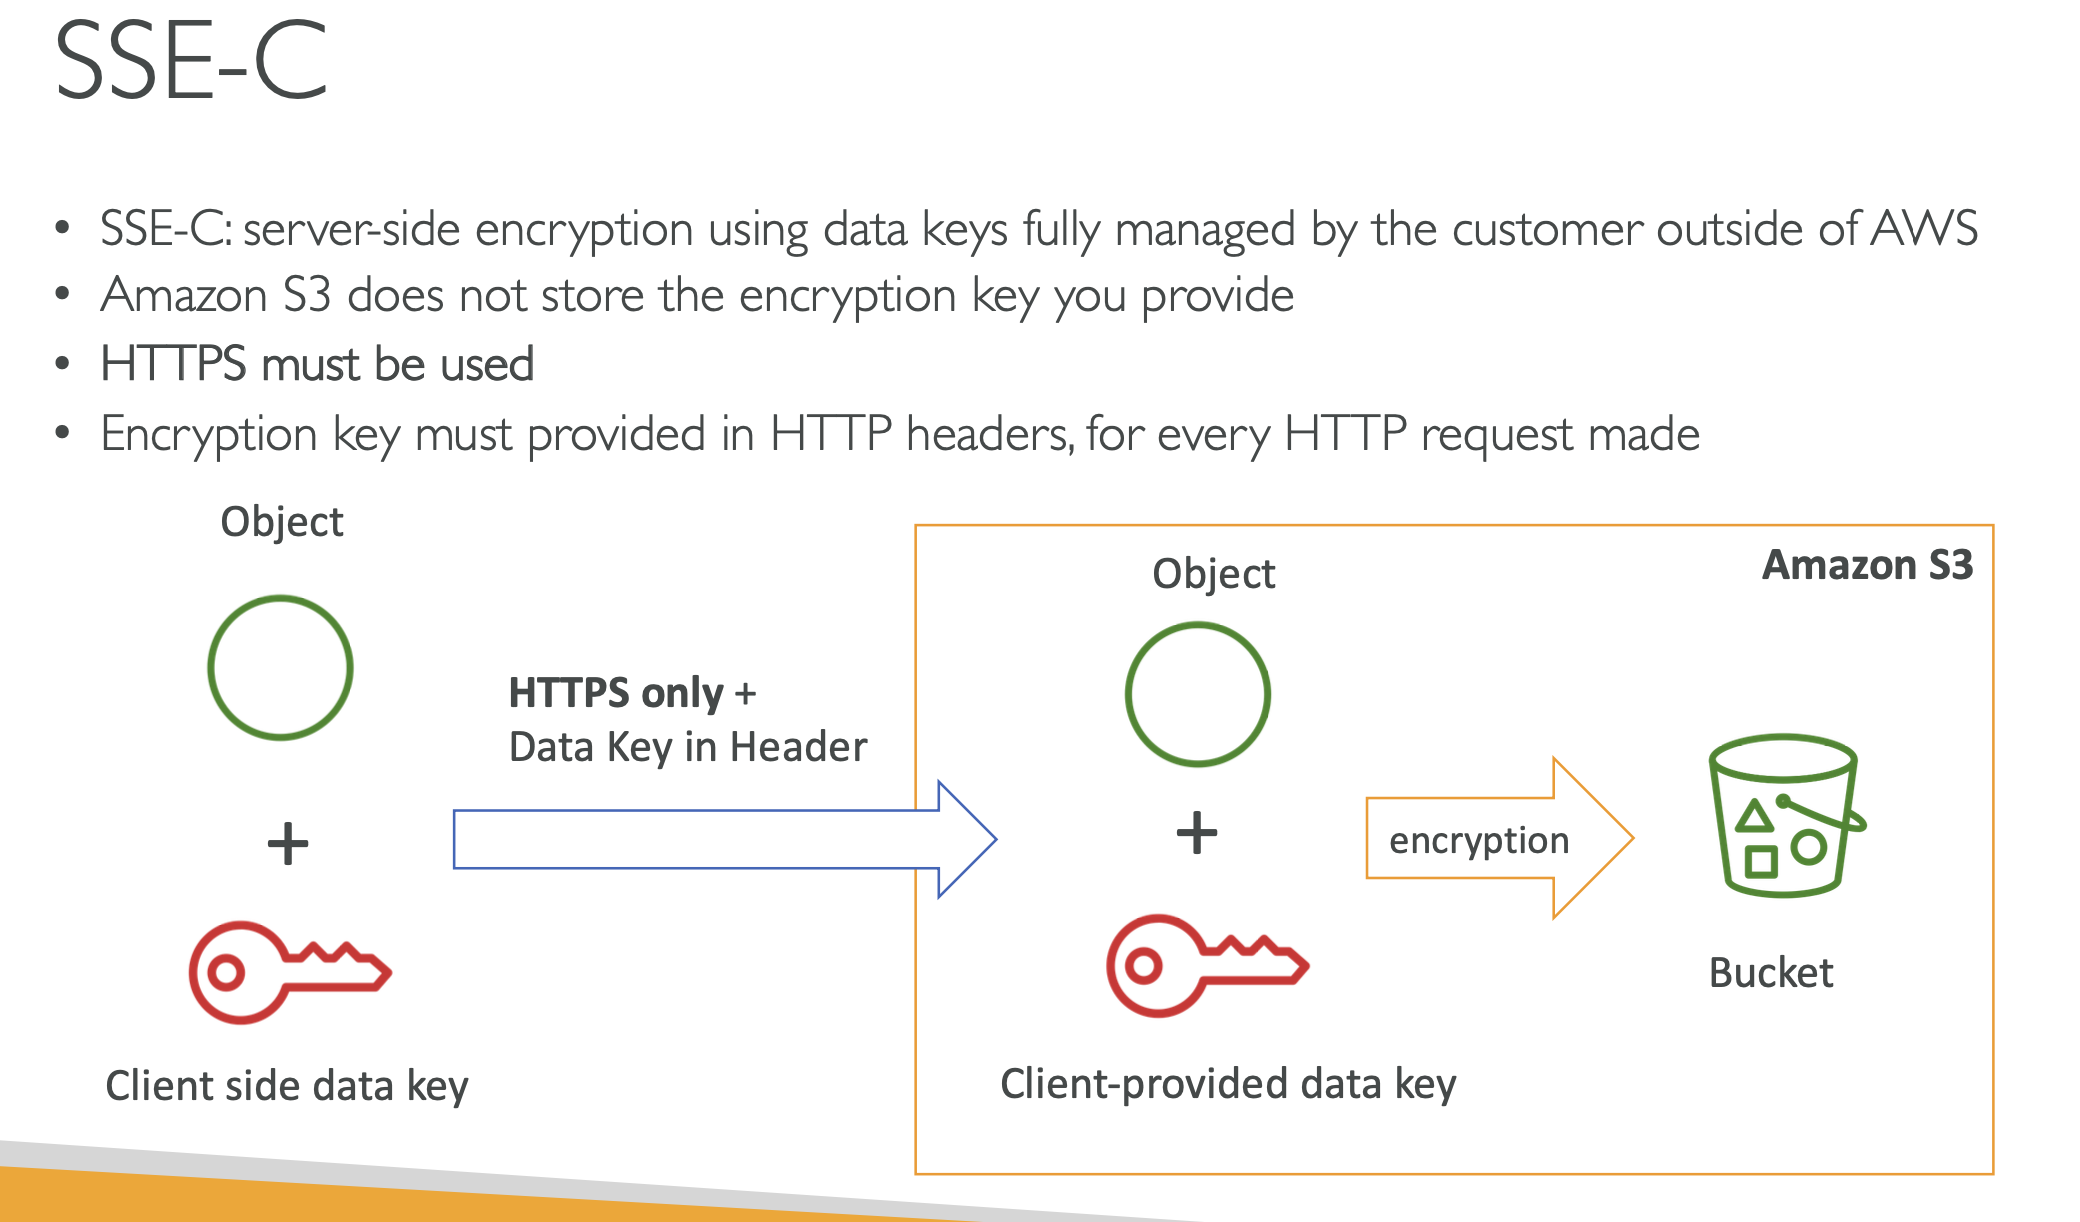 SSE-C
• SSE-C: server-side encryption using data keys fully managed by the customer outside of AWS
• Amazon S3 does not store the encryption key you provide
• HTTPS must be used
• Encryption key must provided in HTTP headers, for every HTTP request made
Object
Object
Amazon S3
HTTPS only +
Data Key in Header
+
+
encryption
Bucket
Client side data key
Client-provided data key